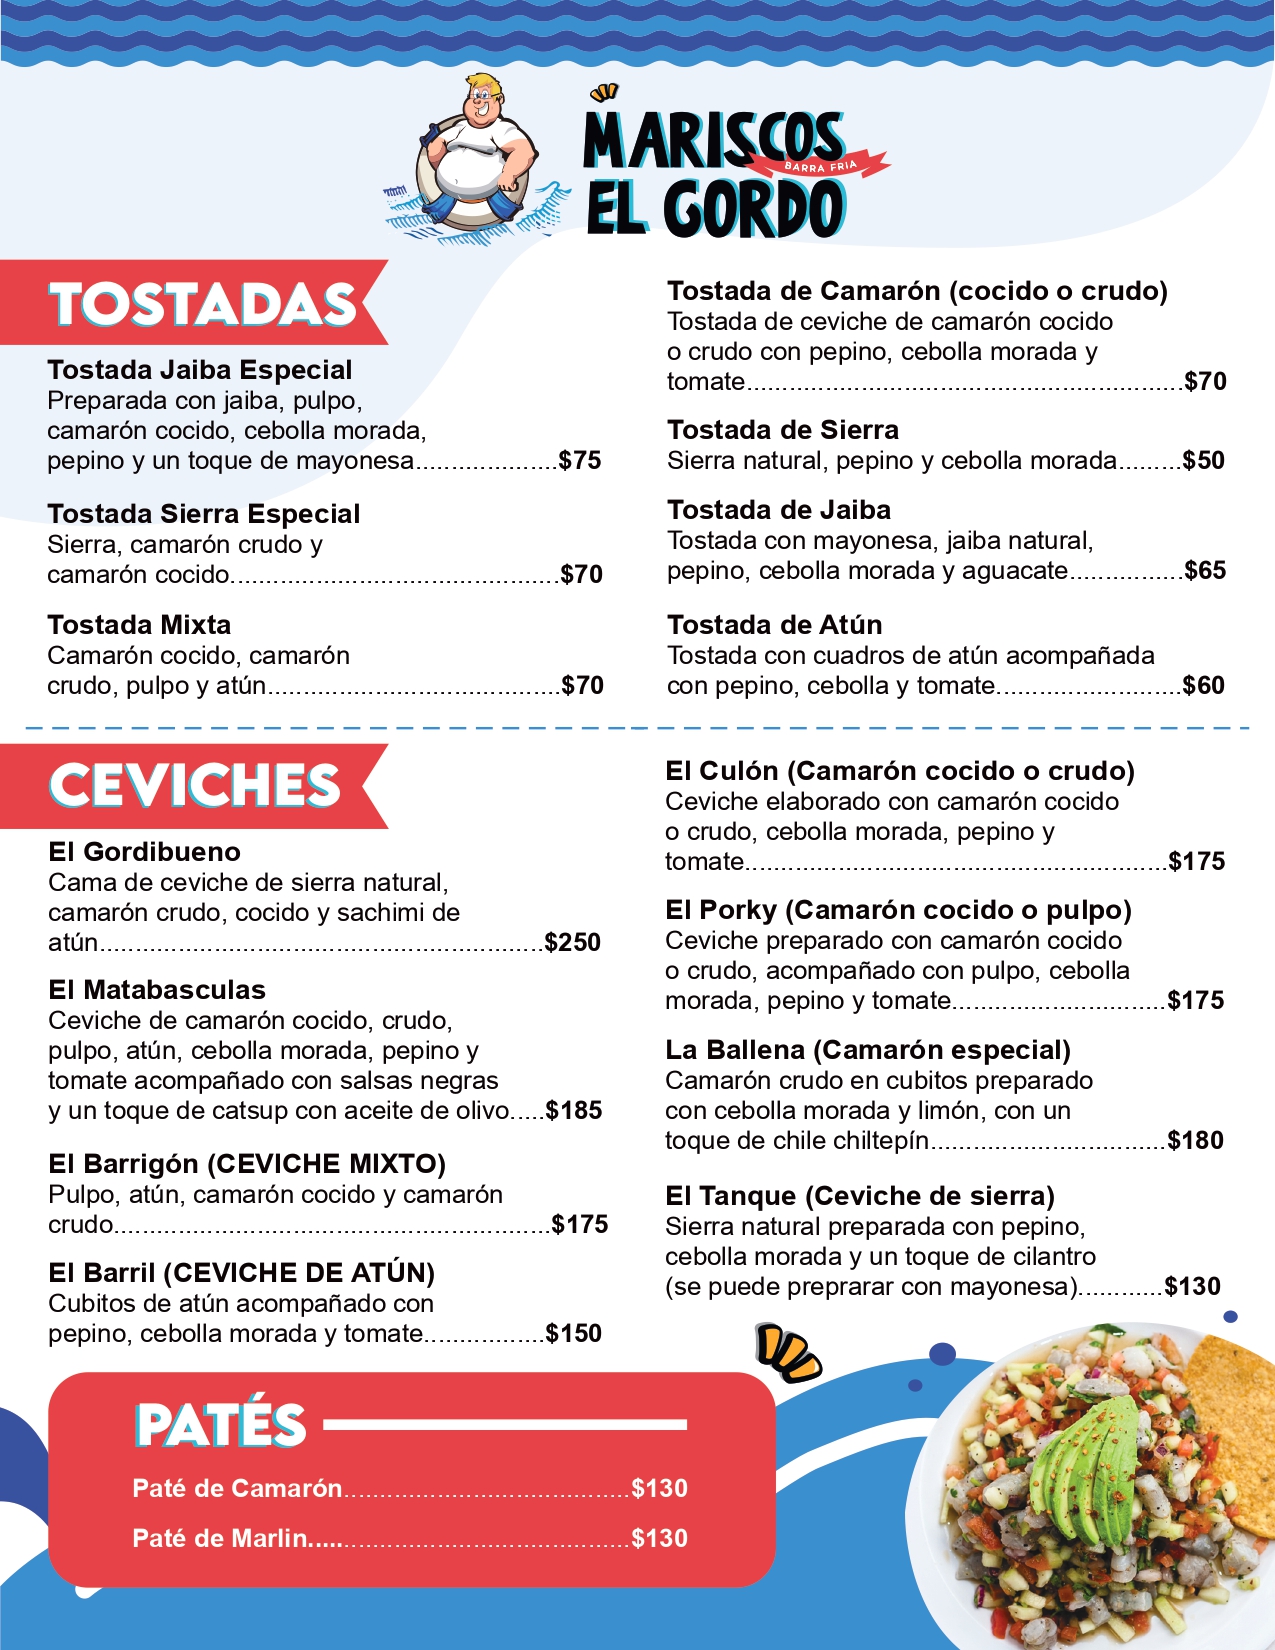 MARISCOS
BARRA FRIA
EL GORDO
TOSTADAS
Tostada Jaiba Especial
Preparada con jaiba, pulpo,
camarón cocido, cebolla morada,
pepino y un toque de mayonesa....................$75
Tostada Sierra Especial
Sierra, camarón crudo y
camarón cocido..............................................$70
Tostada Mixta
Camarón cocido, camarón
crudo, pulpo y atún.........................................$70
Tostada de Camarón (cocido o crudo)
Tostada de ceviche de camarón cocido
o crudo con pepino, cebolla morada y
tomate.............................................................$70
Tostada de Sierra
Sierra natural, pepino y cebolla morada.........$50
Tostada de Jaiba
Tostada con mayonesa, jaiba natural,
pepino, cebolla morada y aguacate................$65
Tostada de Atún
Tostada con cuadros de atún acompañada
con pepino, cebolla y tomate..........................$60
CEVICHES
El Gordibueno
Cama de ceviche de sierra natural,
camarón crudo, cocido y sachimi de
atún..............................................................$250
El Matabasculas
Ceviche de camarón cocido, crudo,
pulpo, atún, cebolla morada, pepino y
tomate acompañado con salsas negras
y un toque de catsup con aceite de olivo.....$185
El Barrigón (CEVICHE MIXTO)
Pulpo, atún, camarón cocido y camarón
crudo.............................................................$175
El Barril (CEVICHE DE ATÚN)
Cubitos de atún acompañado con
pepino, cebolla morada y tomate.................$150
El Culón (Camarón cocido o crudo)
Ceviche elaborado con camarón cocido
o crudo, cebolla morada, pepino y
tomate...........................................................$175
El Porky (Camarón cocido o pulpo)
Ceviche preparado con camarón cocido
o crudo, acompañado con pulpo, cebolla
morada, pepino y tomate..............................$175
La Ballena (Camarón especial)
Camarón crudo en cubitos preparado
con cebolla morada y limón, con un
toque de chile chiltepín.................................$180
El Tanque (Ceviche de sierra)
Sierra natural preparada con pepino,
cebolla morada y un toque de cilantro
(se puede preprarar con mayonesa)............$130
PATÉS
Paté de Camarón........................................$130
Paté de Marlin.............................................$130